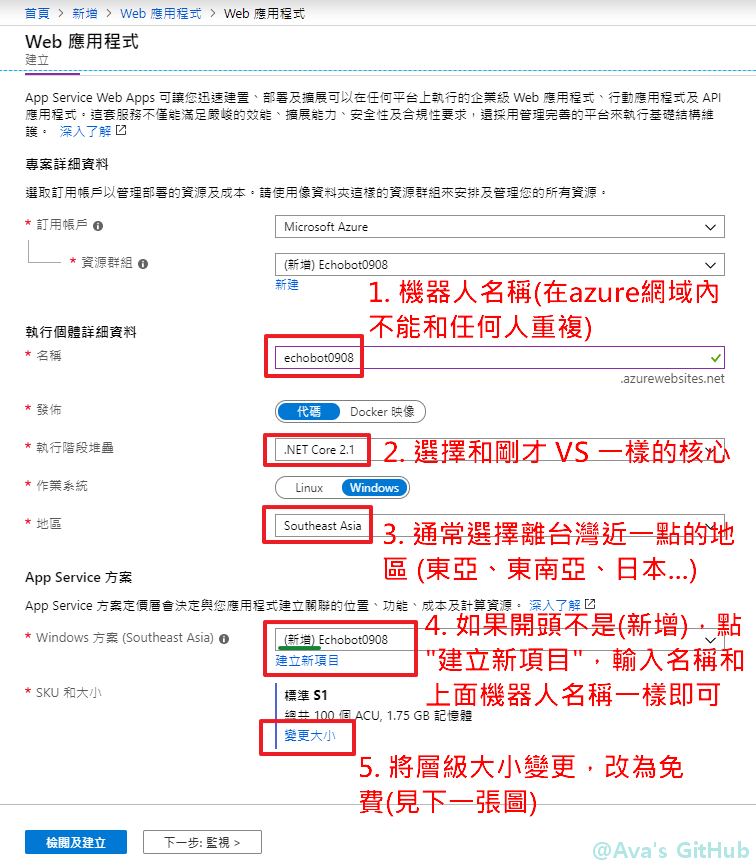 首頁 > 新增 > Web 應用程式 > Web 應用程式
Web 應用程式
建立
App Service Web Apps 可讓您迅速建置、部署及擴展可以在任何平台上執行的企業級 Web 應用程式、行動應用程式及 API
應用程式。這套服務不僅能滿足嚴峻的效能、擴展能力、安全性及合規性要求，還採用管理完善的平台來執行基礎結構維
護。 深入了解
專案詳細資料
選取訂用帳戶以管理部署的資源及成本。請使用像資料夾這樣的資源群組來安排及管理您的所有資源。
* 訂用帳戶
Microsoft Azure
* 資源群組
(新增) Echobot0908
新建
1. 機器人名稱(在azure網域內
不能和任何人重複)
執行個體詳細資料
* 名稱
echobot0908
.azurewebsites.net
* 發佈
代碼 Docker 映像
* 執行階段堆疊
.NET Core 2.1
2. 選擇和剛才 VS 一樣的核心
* 作業系統
Linux Windows
* 地區
Southeast Asia
3. 通常選擇離台灣近一點的地
區 (東亞、東南亞、日本...)
App Service 方案
App Service 方案定價層會決定與您應用程式建立關聯的位置、功能、成本及計算資源。 深入了解
* Windows 方案 (Southeast Asia)
(新增) Echobot0908
建立新項目
4. 如果開頭不是(新增)，點
"建立新項目"，輸入名稱和
上面機器人名稱一樣即可
* SKU 和大小
標準 S1
總共 100 個 ACU, 1.75 GB 記憶體
變更大小
5. 將層級大小變更，改為免
費(見下一張圖)
檢閱及建立
下一步: 監視 >
@Ava's GitHub